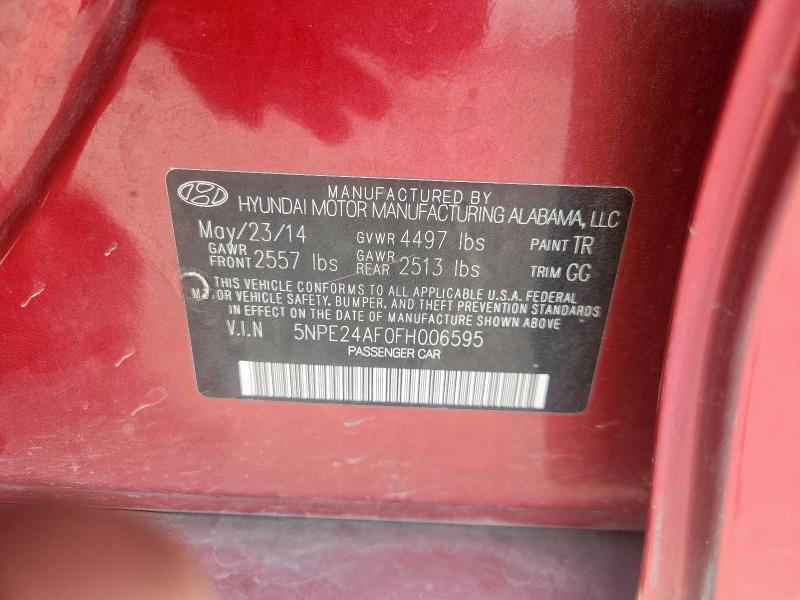 MANUFACTURED BY
HYUNDAI MOTOR MANUFACTURING ALABAMA, LLC
May/23/14 GVWR 4497 lbs PAINT TR
GAWR FRONT 2557 lbs GAWR REAR 2513 lbs TRIM GG
THIS VEHICLE CONFORMS TO ALL APPLICABLE U.S.A. FEDERAL
MOTOR VEHICLE SAFETY, BUMPER, AND THEFT PREVENTION STANDARDS
IN EFFECT ON THE DATE OF MANUFACTURE SHOWN ABOVE.
V.I.N 5NPE24AF0FH006595
PASSENGER CAR